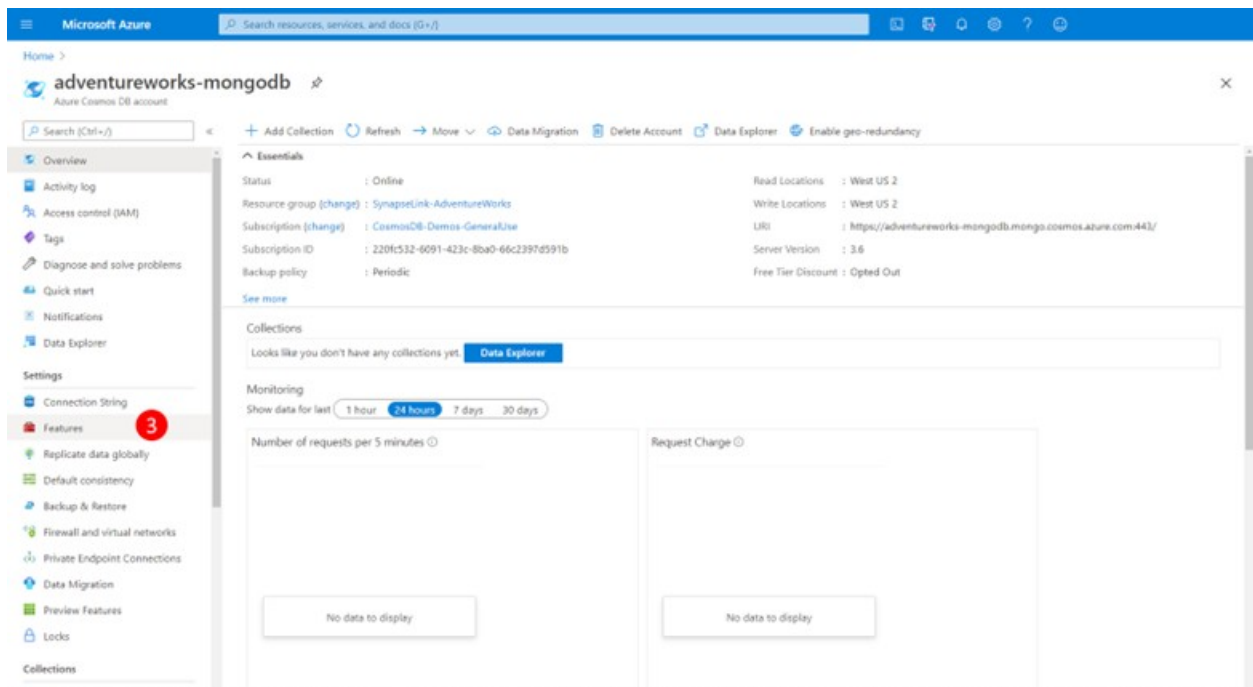 Microsoft Azure
Search resources, services, and docs (G+/)
Home >
adventureworks-mongodb
Azure Cosmos DB account
Search (Ctrl+/)
Overview
Activity log
Access control (IAM)
Tags
Diagnose and solve problems
Quick start
Notifications
Data Explorer
Settings
Connection String
Features
3
Replicate data globally
Default consistency
Backup & Restore
Firewall and virtual networks
Private Endpoint Connections
Data Migration
Preview Features
Locks
Collections
Add Collection Refresh Move Data Migration Delete Account Data Explorer Enable geo-redundancy
Essentials
Status : Online
Resource group (change) : SynapseLink-AdventureWorks
Subscription (change) : CosmosDB-Demos-GeneralUse
Subscription ID : 220fc532-6091-423c-8ba0-66c2397d591b
Backup policy : Periodic
See more
Read Locations : West US 2
Write Locations : West US 2
URI : https://adventureworks-mongodb.mongo.cosmos.azure.com:443/
Server Version : 3.6
Free Tier Discount : Opted Out
Collections
Looks like you don't have any collections yet. Data Explorer
Monitoring
Show data for last 1 hour 24 hours 7 days 30 days
Number of requests per 5 minutes
No data to display
Request Charge
No data to display